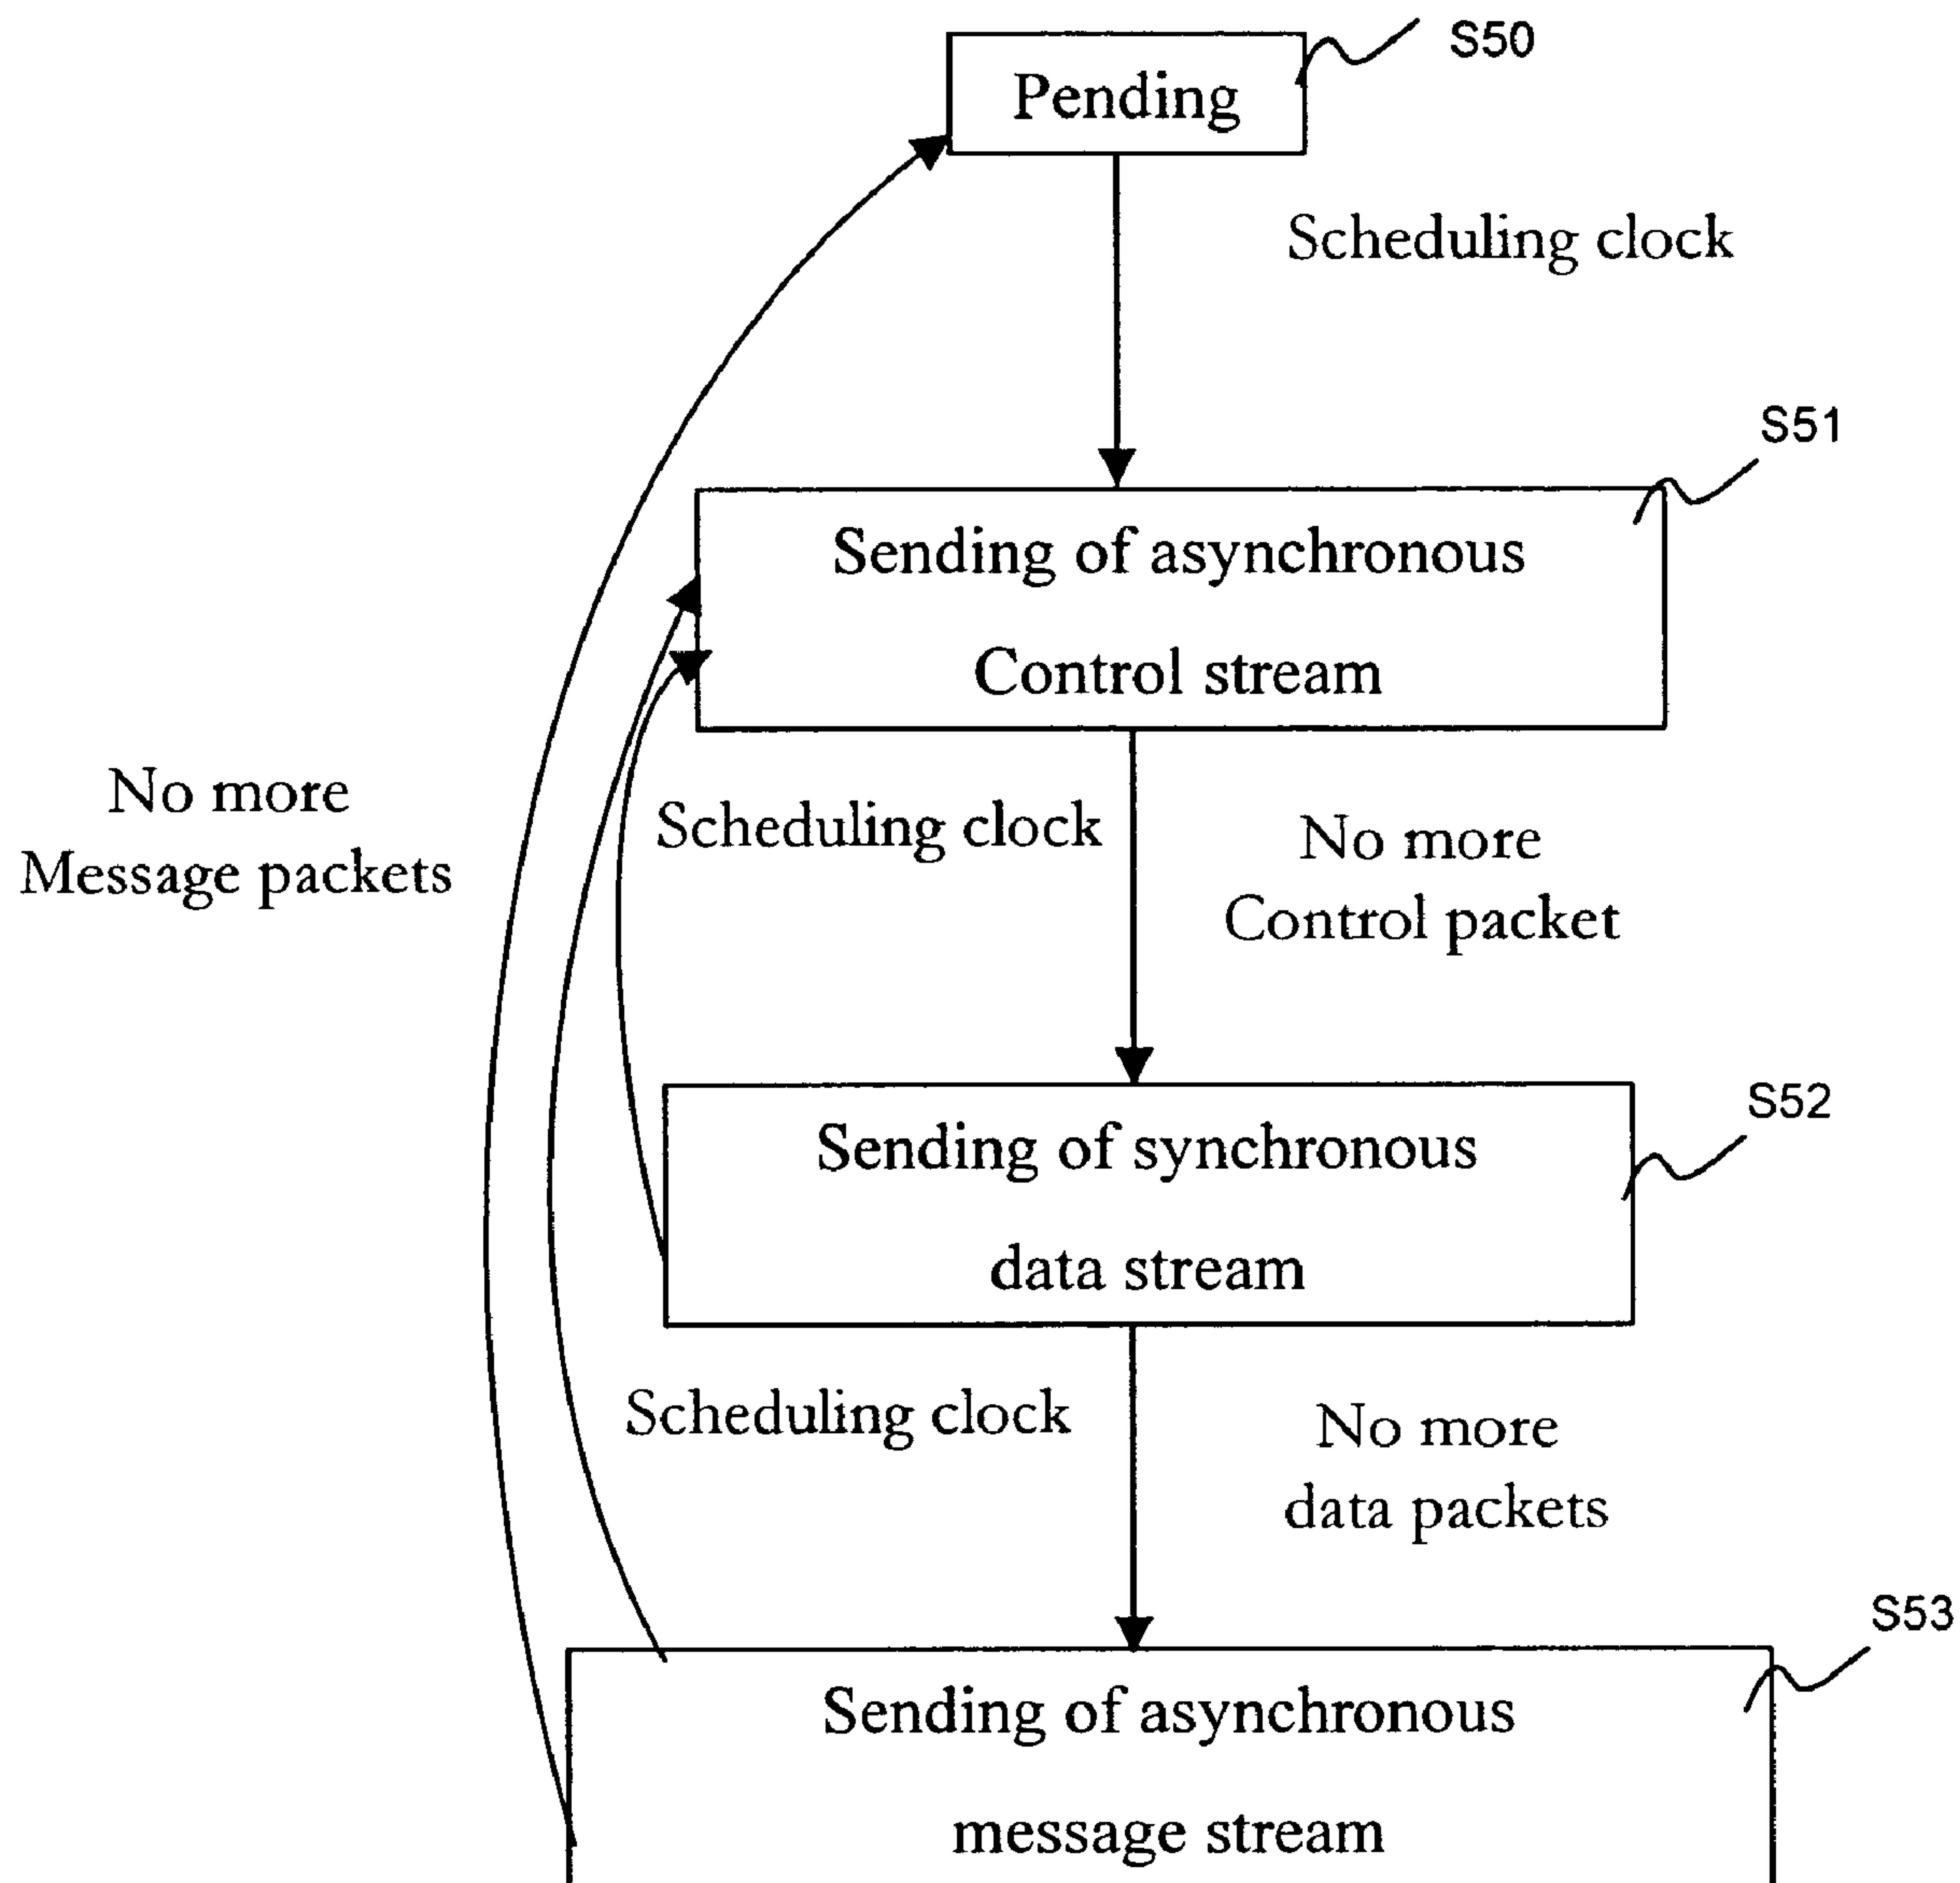 S50
Pending
Scheduling clock
S51
Sending of asynchronous
Control stream
No more
Message packets
Scheduling clock
No more
Control packet
S52
Sending of synchronous
data stream
Scheduling clock
No more
data packets
S53
Sending of asynchronous
message stream